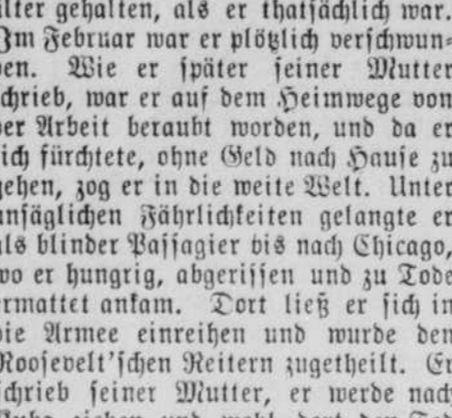 älter gehalten, als er thatsächlich war.
Im Februar war er plötzlich verschwun-
den. Wie er später seiner Mutter
schrieb, war er auf dem Heimwege von
der Arbeit beraubt worden, und da er
sich fürchtete, ohne Geld nach Hause zu
gehen, zog er in die weite Welt. Unter
unsäglichen Fährlichkeiten gelangte er
als blinder Passagier bis nach Chicago,
wo er hungrig, abgerissen und zu Tode
ermattet ankam. Dort ließ er sich in
die Armee einreihen und wurde den
Roosevelt'schen Reitern zugetheilt. Er
schrieb seiner Mutter, er werde nach